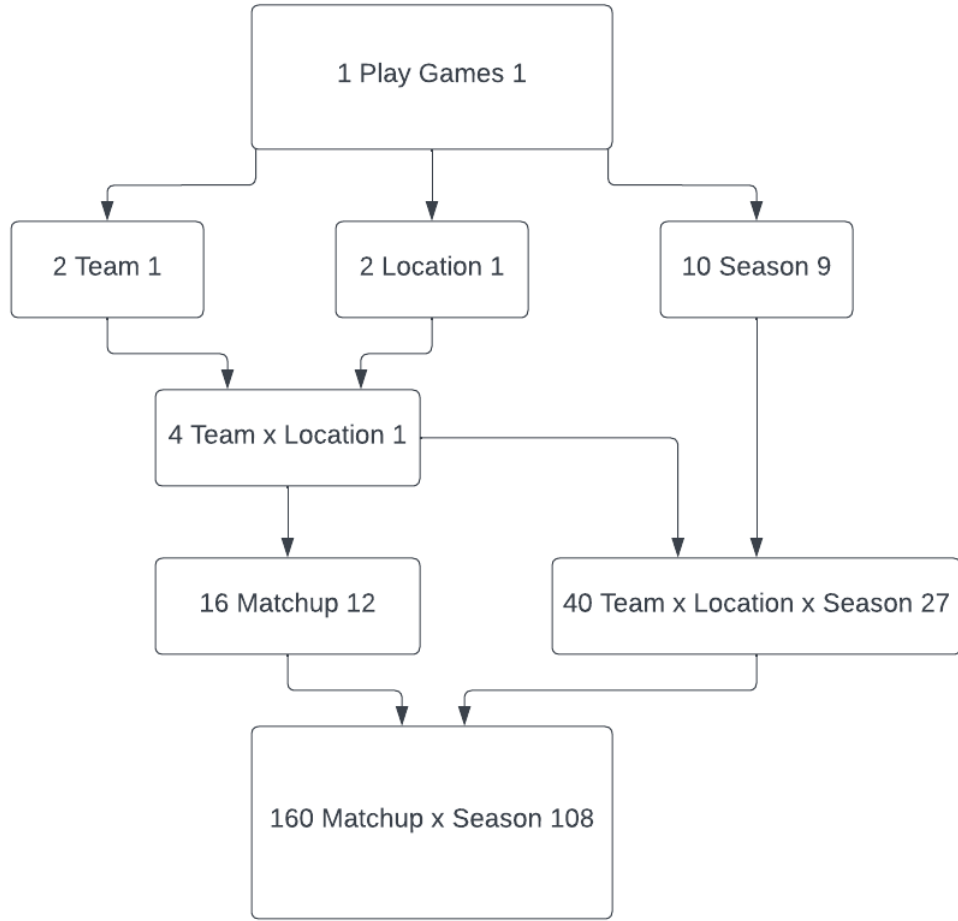 1 Play Games 1
2 Team 1
2 Location 1
10 Season 9
4 Team x Location 1
16 Matchup 12
40 Team x Location x Season 27
160 Matchup x Season 108